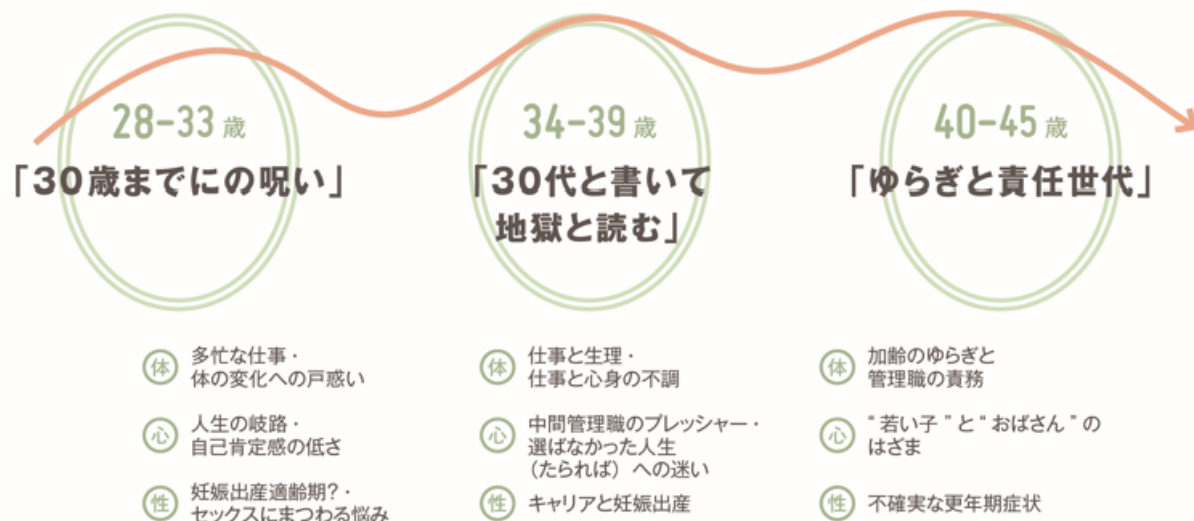 28-33 歳
「30歳までにの呪い」
体
多忙な仕事・
体の変化への戸惑い
心
人生の岐路・
自己肯定感の低さ
性
妊娠出産適齢期?・
セックスにまつわる悩み
34-39 歳
「30代と書いて
地獄と読む」
体
仕事と生理・
仕事と心身の不調
心
中間管理職のプレッシャー・
選ばなかった人生
(たられば) への迷い
性
キャリアと妊娠出産
40-45 歳
「ゆらぎと責任世代」
体
加齢のゆらぎと
管理職の責務
心
“若い子”と“おばさん”の
はざま
性
不確実な更年期症状